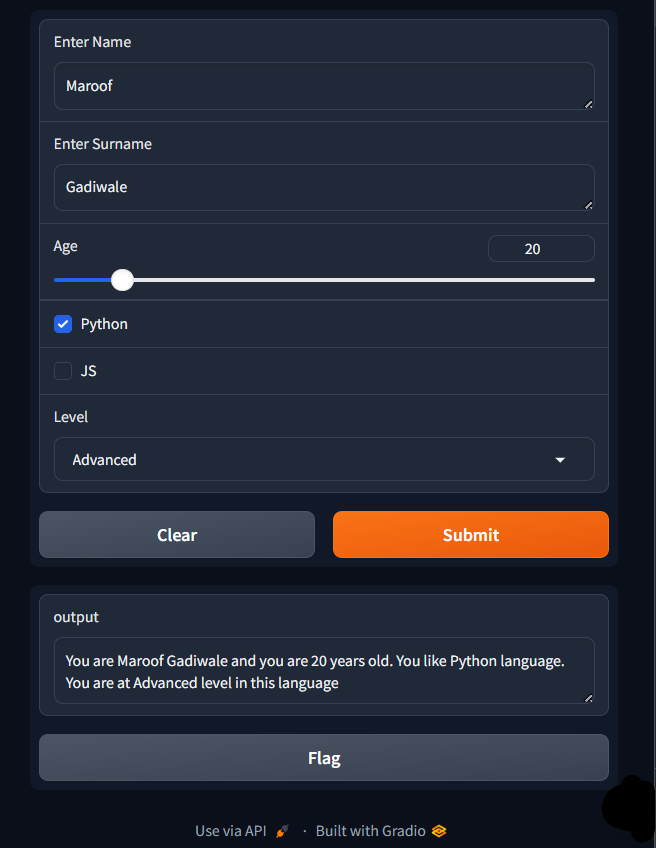 Enter Name
Maroof
Enter Surname
Gadiwale
Age
20
Python
JS
Level
Advanced
Clear
Submit
output
You are Maroof Gadiwale and you are 20 years old. You like Python language.
You are at Advanced level in this language
Flag
Use via API · Built with Gradio